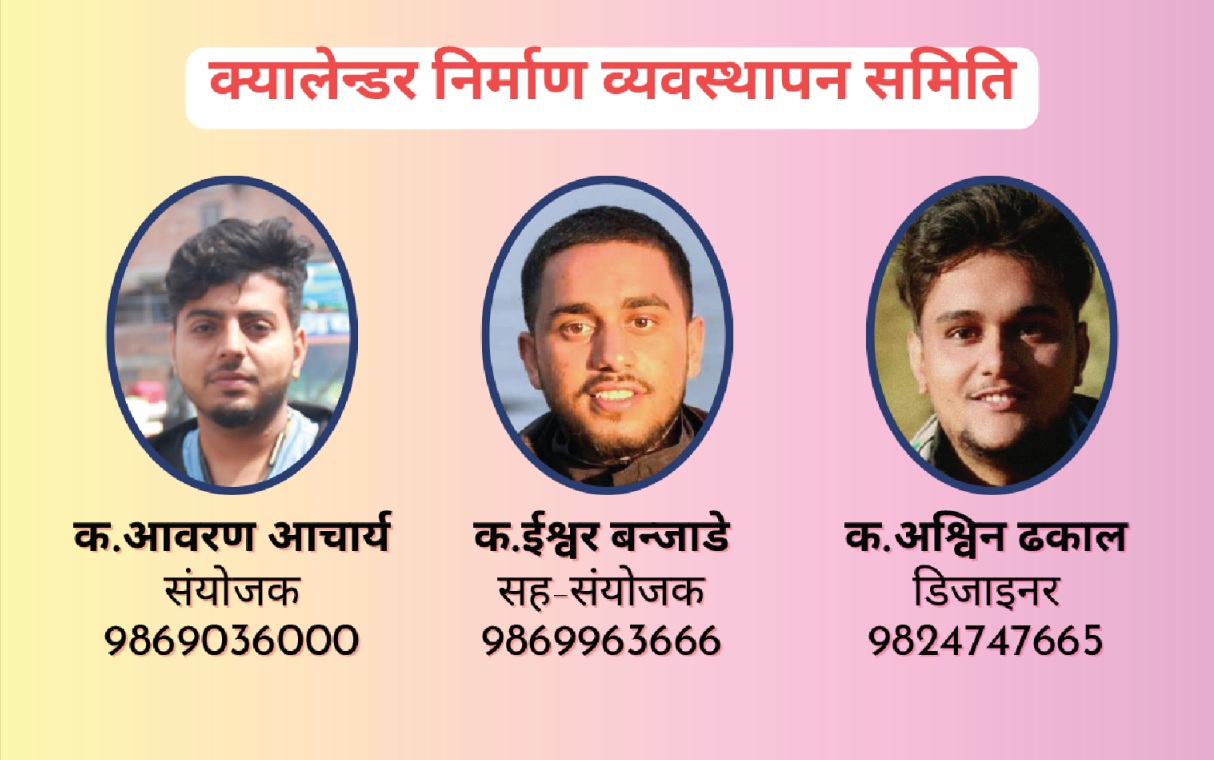 क्यालेन्डर निर्माण व्यवस्थापन समिति
क.आवरण आचार्य
संयोजक
9869036000
क.ईश्वर बन्जाडे
सह-संयोजक
9869963666
क.अश्विन ढकाल
डिजाइनर
9824747665